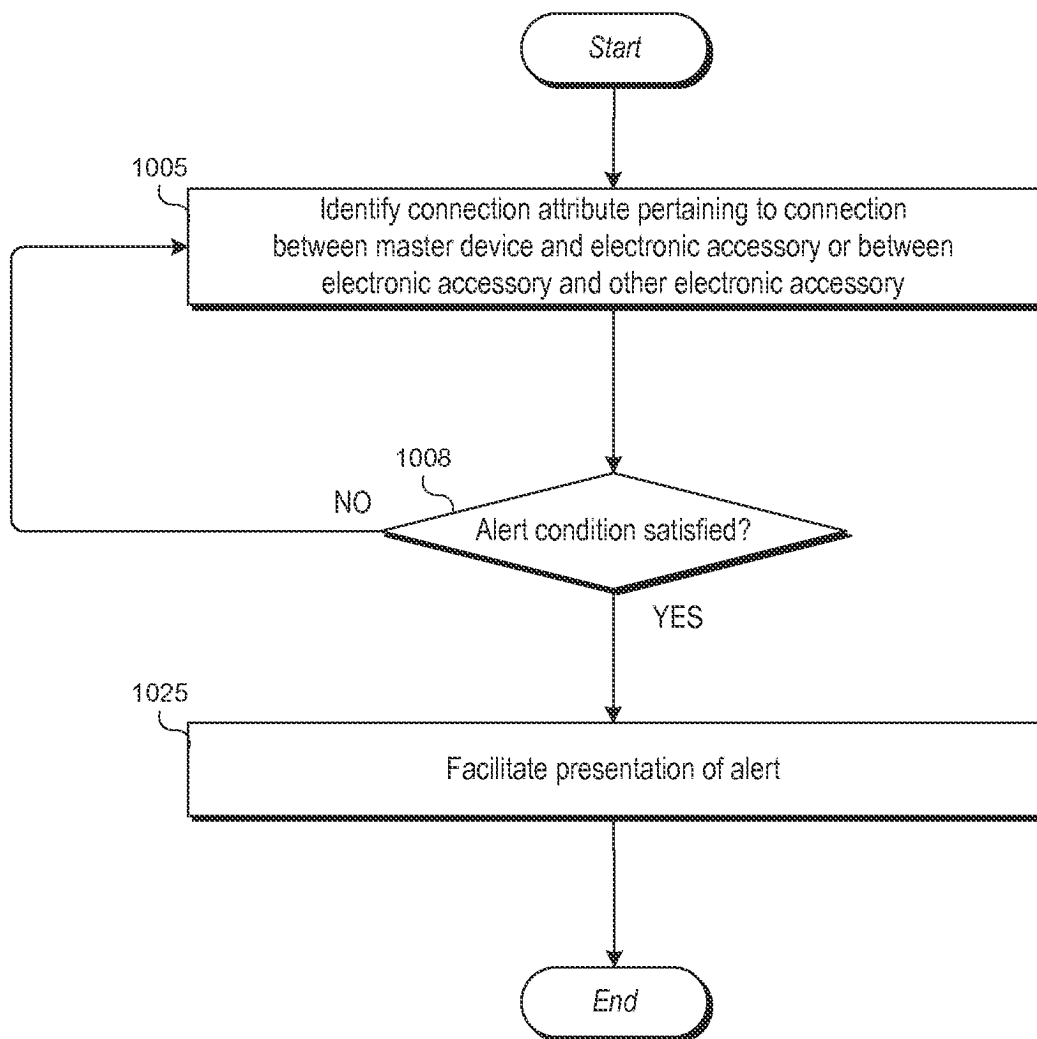 Start
1005
Identify connection attribute pertaining to connection
between master device and electronic accessory or between
electronic accessory and other electronic accessory
1008
NO
Alert condition satisfied?
YES
1025
Facilitate presentation of alert
End